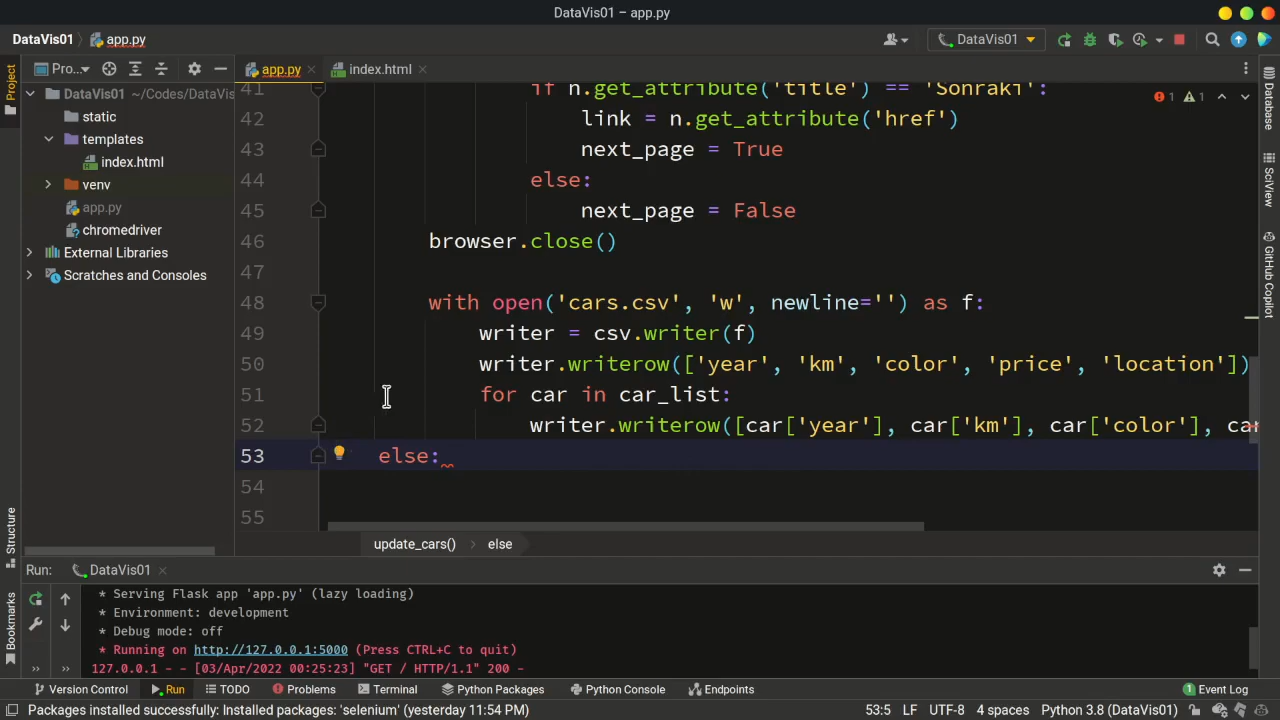 DataVis01 – app.py
DataVis01
app.py
DataVis01
Project
Pro...
app.py
index.html
DataVis01 ~/Codes/DataVis
static
templates
index.html
venv
app.py
chromedriver
External Libraries
Scratches and Consoles
41 if n.get_attribute('title') == 'Sonraki':
42 link = n.get_attribute('href')
43 next_page = True
44 else:
45 next_page = False
46 browser.close()
47
48 with open('cars.csv', 'w', newline='') as f:
49 writer = csv.writer(f)
50 writer.writerow(['year', 'km', 'color', 'price', 'location'])
51 for car in car_list:
52 writer.writerow([car['year'], car['km'], car['color'], ca
53 else:
54
55
1 1
Database
SciView
GitHub Copilot
Structure
Bookmarks
update_cars() else
Run: DataVis01
* Serving Flask app 'app.py' (lazy loading)
* Environment: development
* Debug mode: off
* Running on http://127.0.0.1:5000 (Press CTRL+C to quit)
127.0.0.1 - - [03/Apr/2022 00:25:23] "GET / HTTP/1.1" 200 -
Version Control Run TODO Problems Terminal Python Packages Python Console Endpoints 1 Event Log
Packages installed successfully: Installed packages: 'selenium' (yesterday 11:54 PM) 53:5 LF UTF-8 4 spaces Python 3.8 (DataVis01)